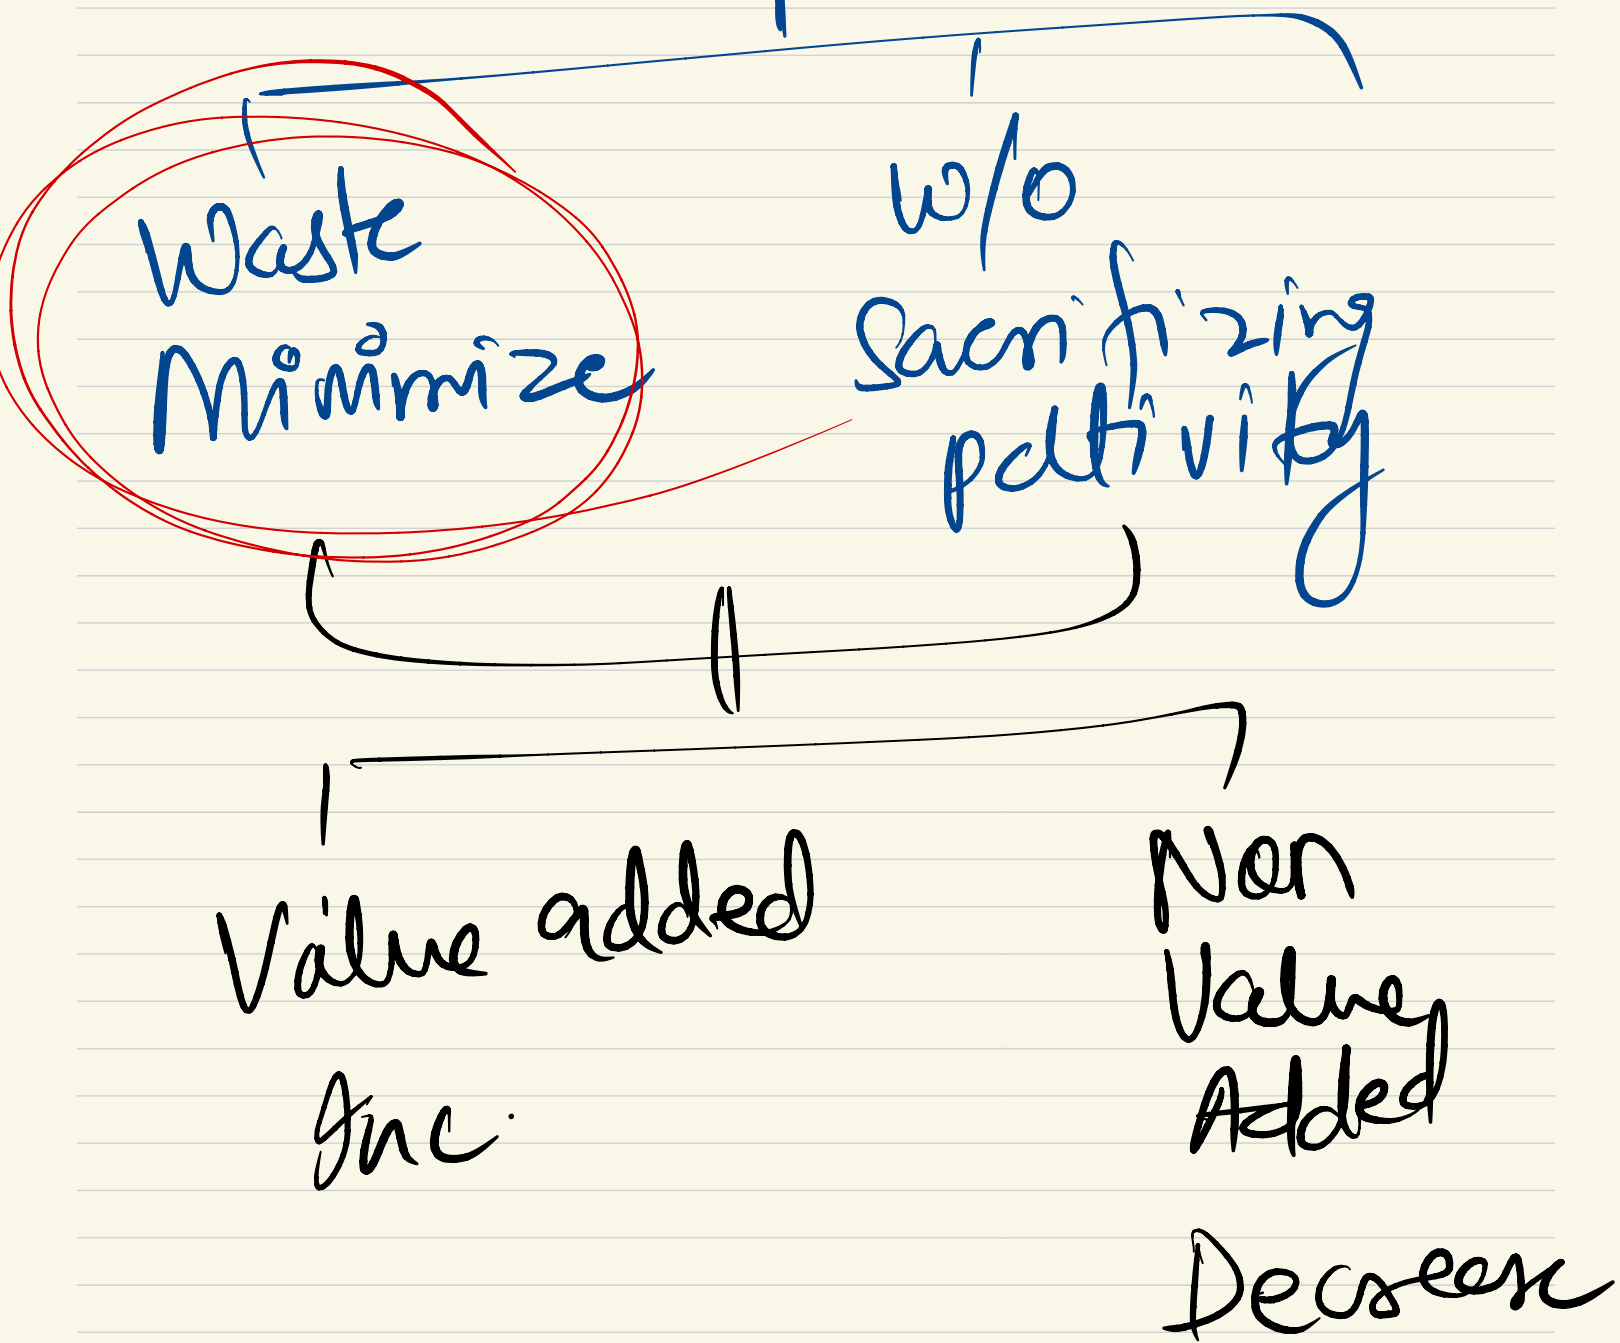 Waste
Minimize
w/o
Sacrifizing
pdtivity
Value added
Inc.
Non
Value
Added
Decrease